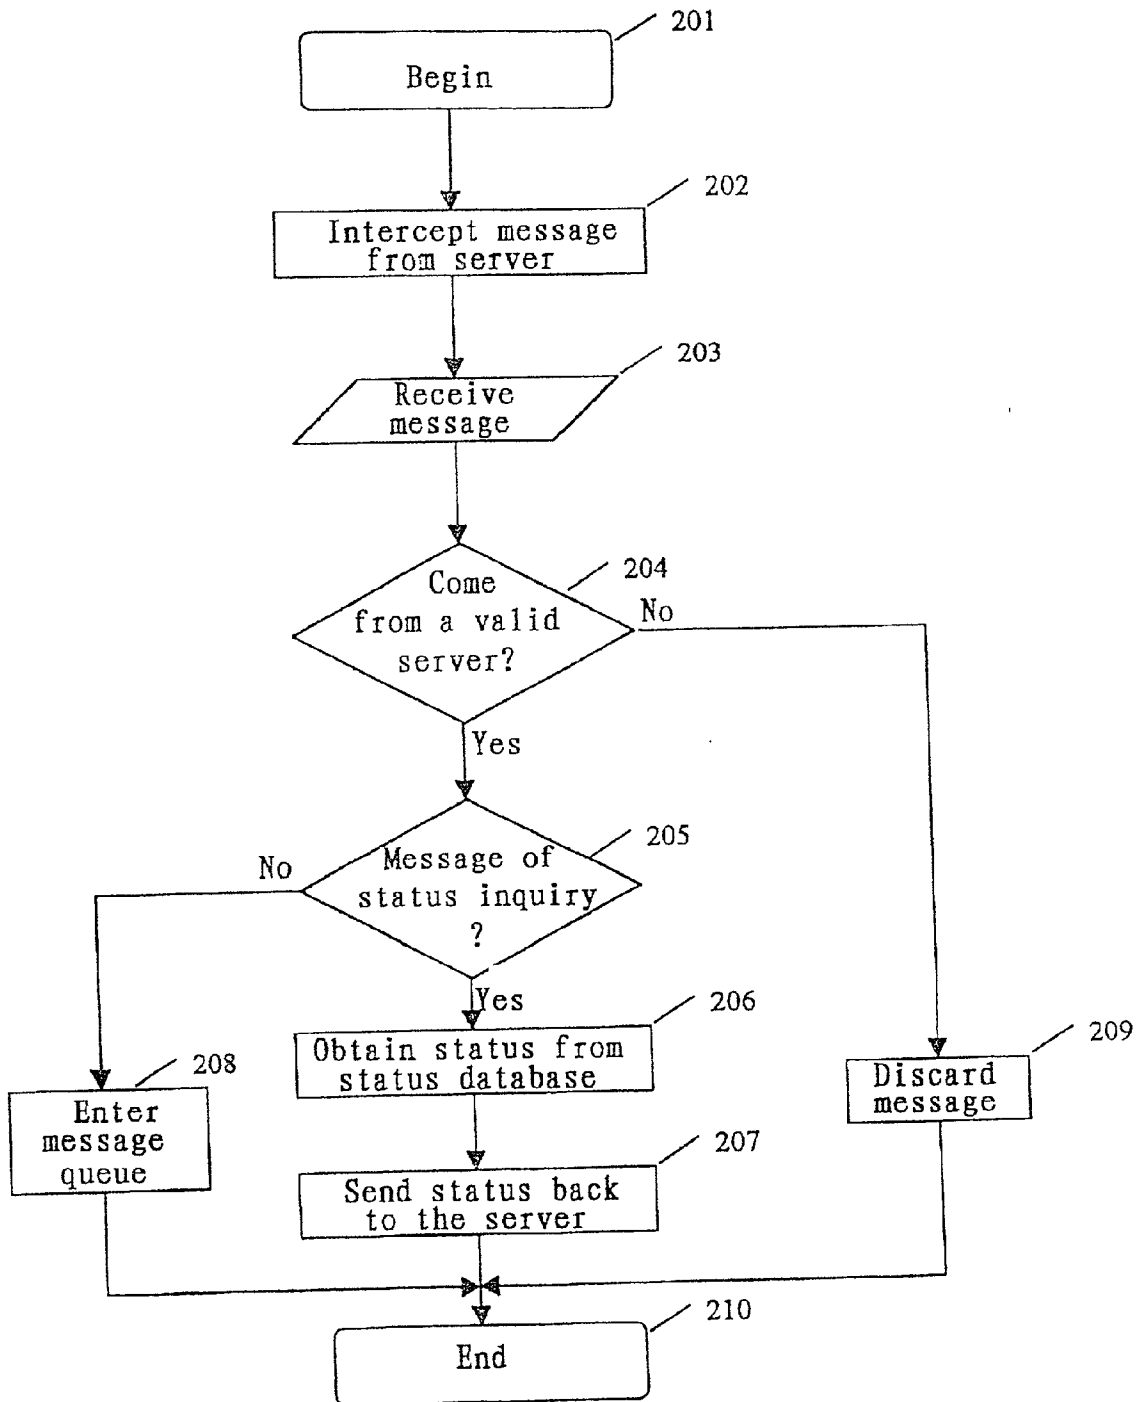 201
Begin
202
Intercept message
from server
203
Receive
message
204
Come
from a valid
server?
No
Yes
205
Message of
status inquiry
?
No
Yes
206
Obtain status from
status database
208
Enter
message
queue
209
Discard
message
207
Send status back
to the server
210
End